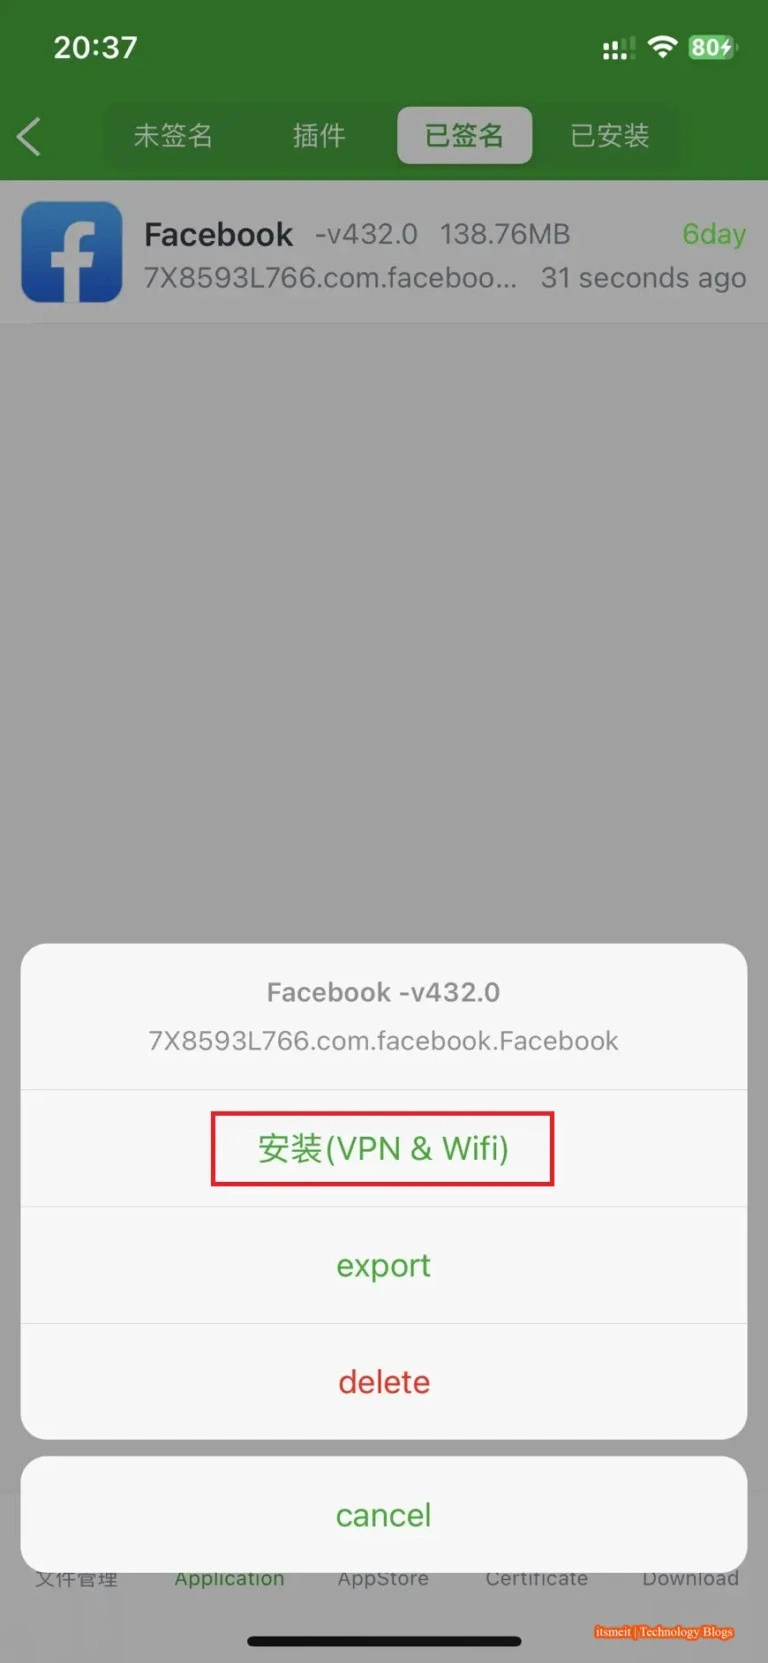 20:37
80
未签名 插件 已签名 已安装
Facebook -v432.0 138.76MB 6day
7X8593L766.com.faceboo... 31 seconds ago
Facebook -v432.0
7X8593L766.com.facebook.Facebook
安装(VPN & Wifi)
export
delete
cancel
文件管理 Application AppStore Certificate Download
itsmeit | Technology Blogs